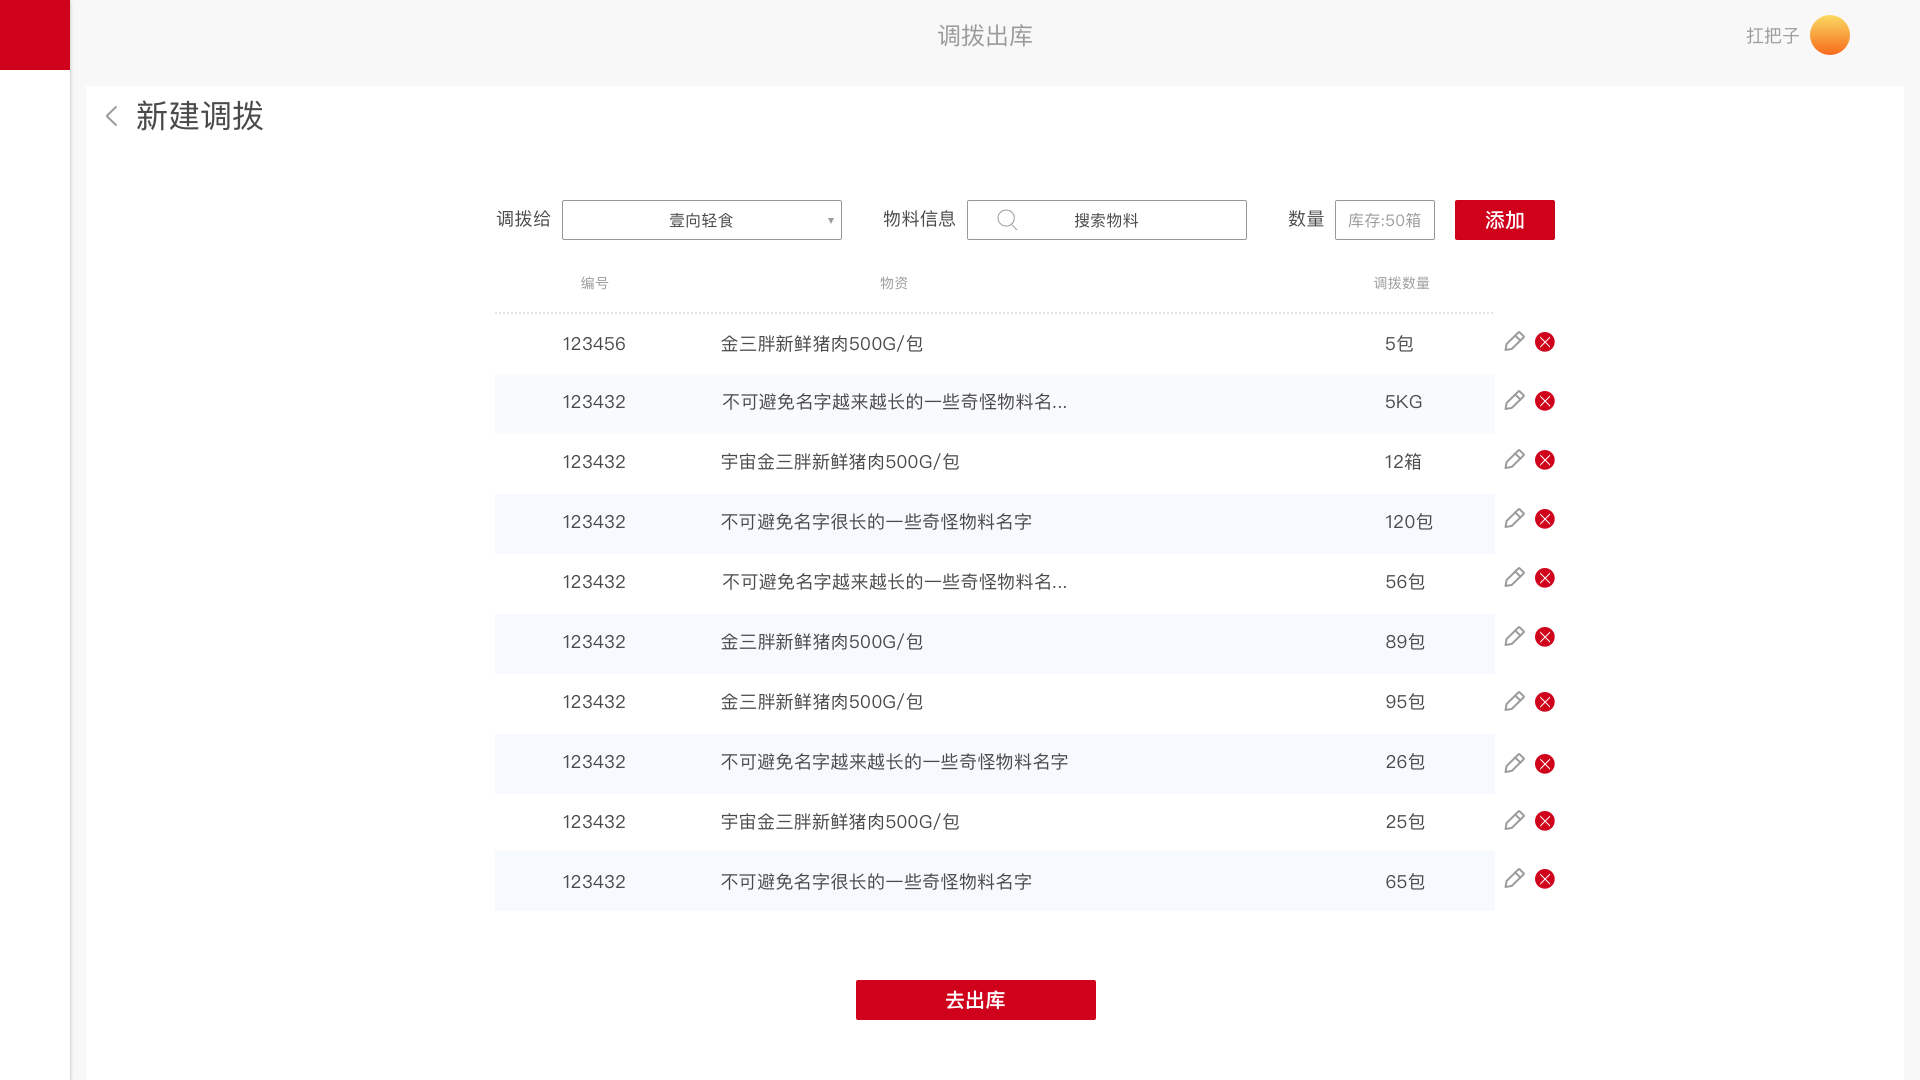 调拨出库
扛把子
新建调拨
调拨给 壹向轻食 ▾ 物料信息 搜索物料 数量 库存:50箱 添加
编号 物资 调拨数量
123456 金三胖新鲜猪肉500G/包 5包
123432 不可避免名字越来越长的一些奇怪物料名... 5KG
123432 宇宙金三胖新鲜猪肉500G/包 12箱
123432 不可避免名字很长的一些奇怪物料名字 120包
123432 不可避免名字越来越长的一些奇怪物料名... 56包
123432 金三胖新鲜猪肉500G/包 89包
123432 金三胖新鲜猪肉500G/包 95包
123432 不可避免名字越来越长的一些奇怪物料名字 26包
123432 宇宙金三胖新鲜猪肉500G/包 25包
123432 不可避免名字很长的一些奇怪物料名字 65包
去出库